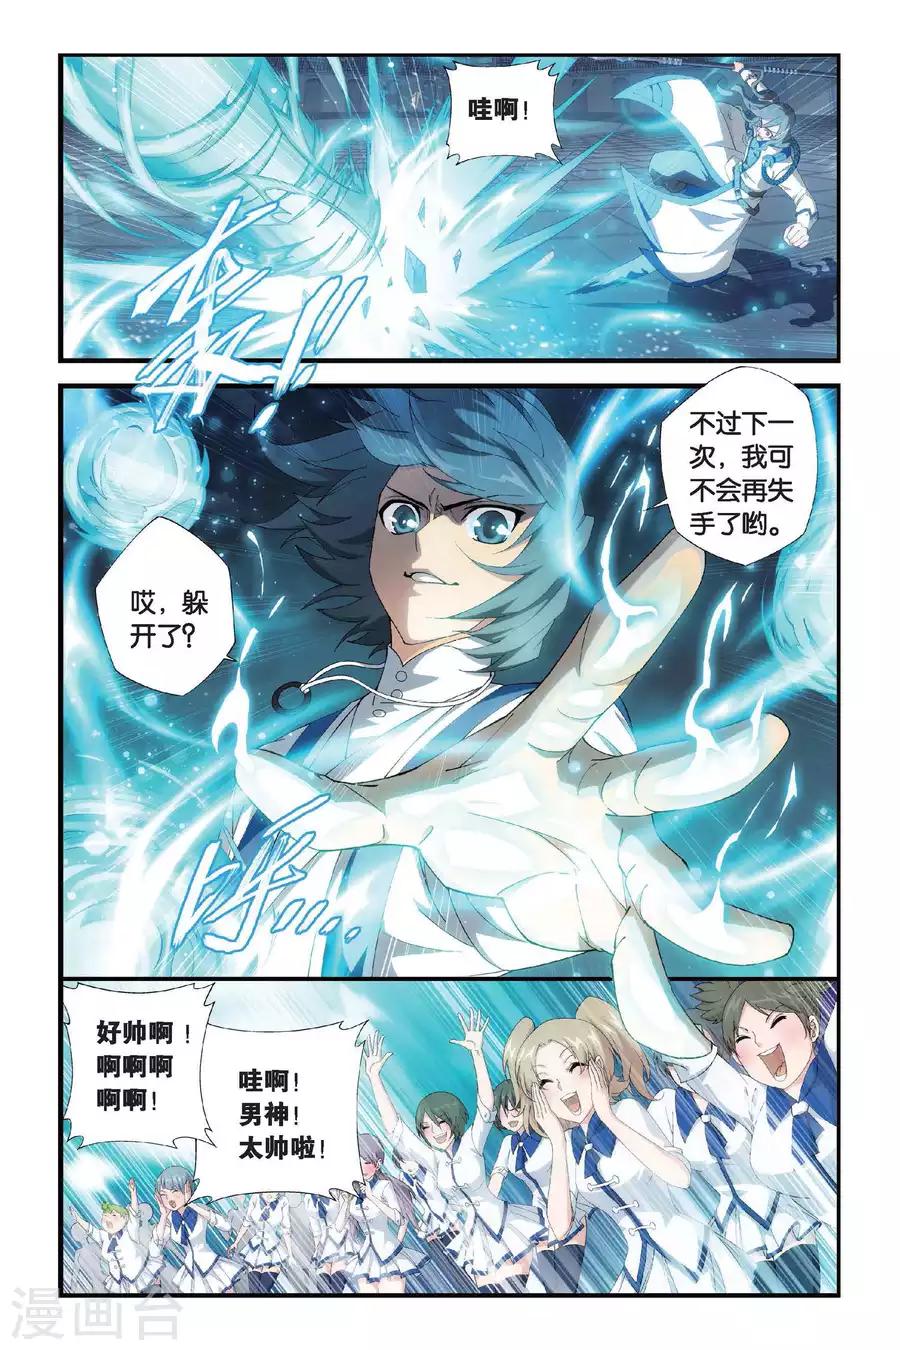 哇啊！
轰！！
不过下一
次，我可
不会再失
手了哟。
哎，躲
开了？
呼……
好帅啊！
啊啊啊
啊啊！
哇啊！
男神！
太帅啦！
漫画台